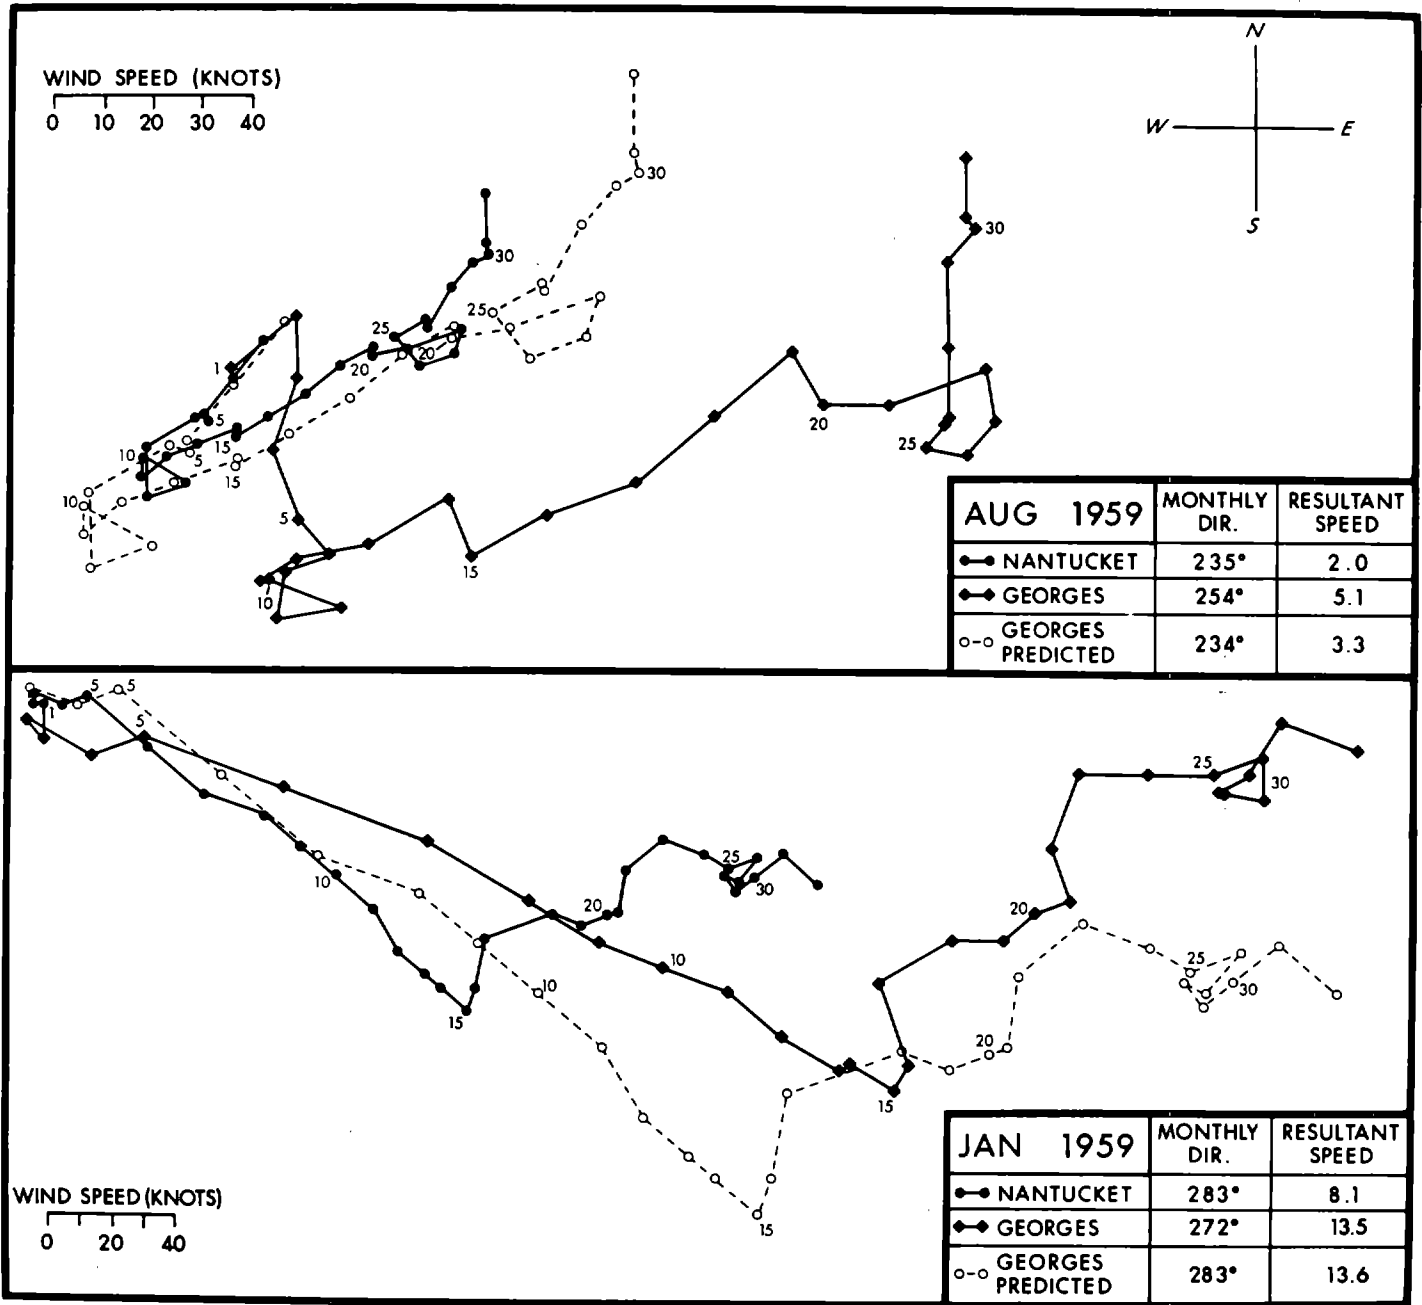 N
W E
S
WIND SPEED (KNOTS)
0 10 20 30 40
30
30
30
25
25
20
20
1
5
15
5
10
15
10
20
25
5
15
10
AUG 1959 MONTHLY DIR. RESULTANT SPEED
NANTUCKET 235° 2.0
GEORGES 254° 5.1
GEORGES PREDICTED 234° 3.3
5 5
1
5
25
30
10
25
30
20
10
20
10
25
30
15
20
15
15
WIND SPEED (KNOTS)
0 20 40
JAN 1959 MONTHLY DIR. RESULTANT SPEED
NANTUCKET 283° 8.1
GEORGES 272° 13.5
GEORGES PREDICTED 283° 13.6